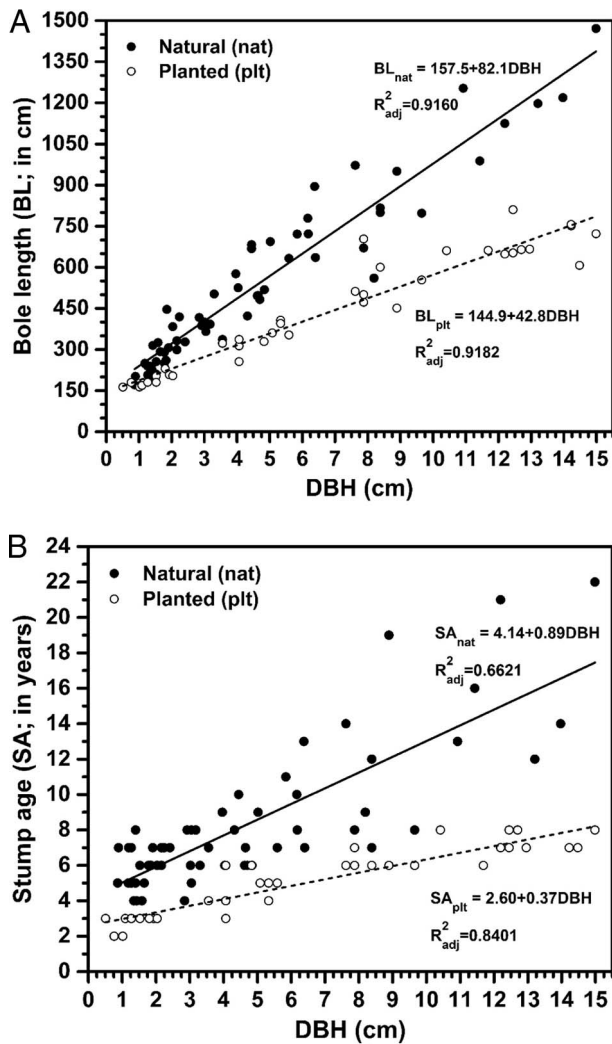 A
1500
1350
1200
1050
900
750
600
450
300
150
0
Bole length (BL; in cm)
Natural (nat)
Planted (plt)
BLnat = 157.5+82.1DBH
R2adj=0.9160
BLplt = 144.9+42.8DBH
R2adj=0.9182
0 1 2 3 4 5 6 7 8 9 10 11 12 13 14 15
DBH (cm)
B
24
22
20
18
16
14
12
10
8
6
4
2
0
Stump age (SA; in years)
Natural (nat)
Planted (plt)
SAnat = 4.14+0.89DBH
R2adj=0.6621
SAplt = 2.60+0.37DBH
R2adj=0.8401
0 1 2 3 4 5 6 7 8 9 10 11 12 13 14 15
DBH (cm)